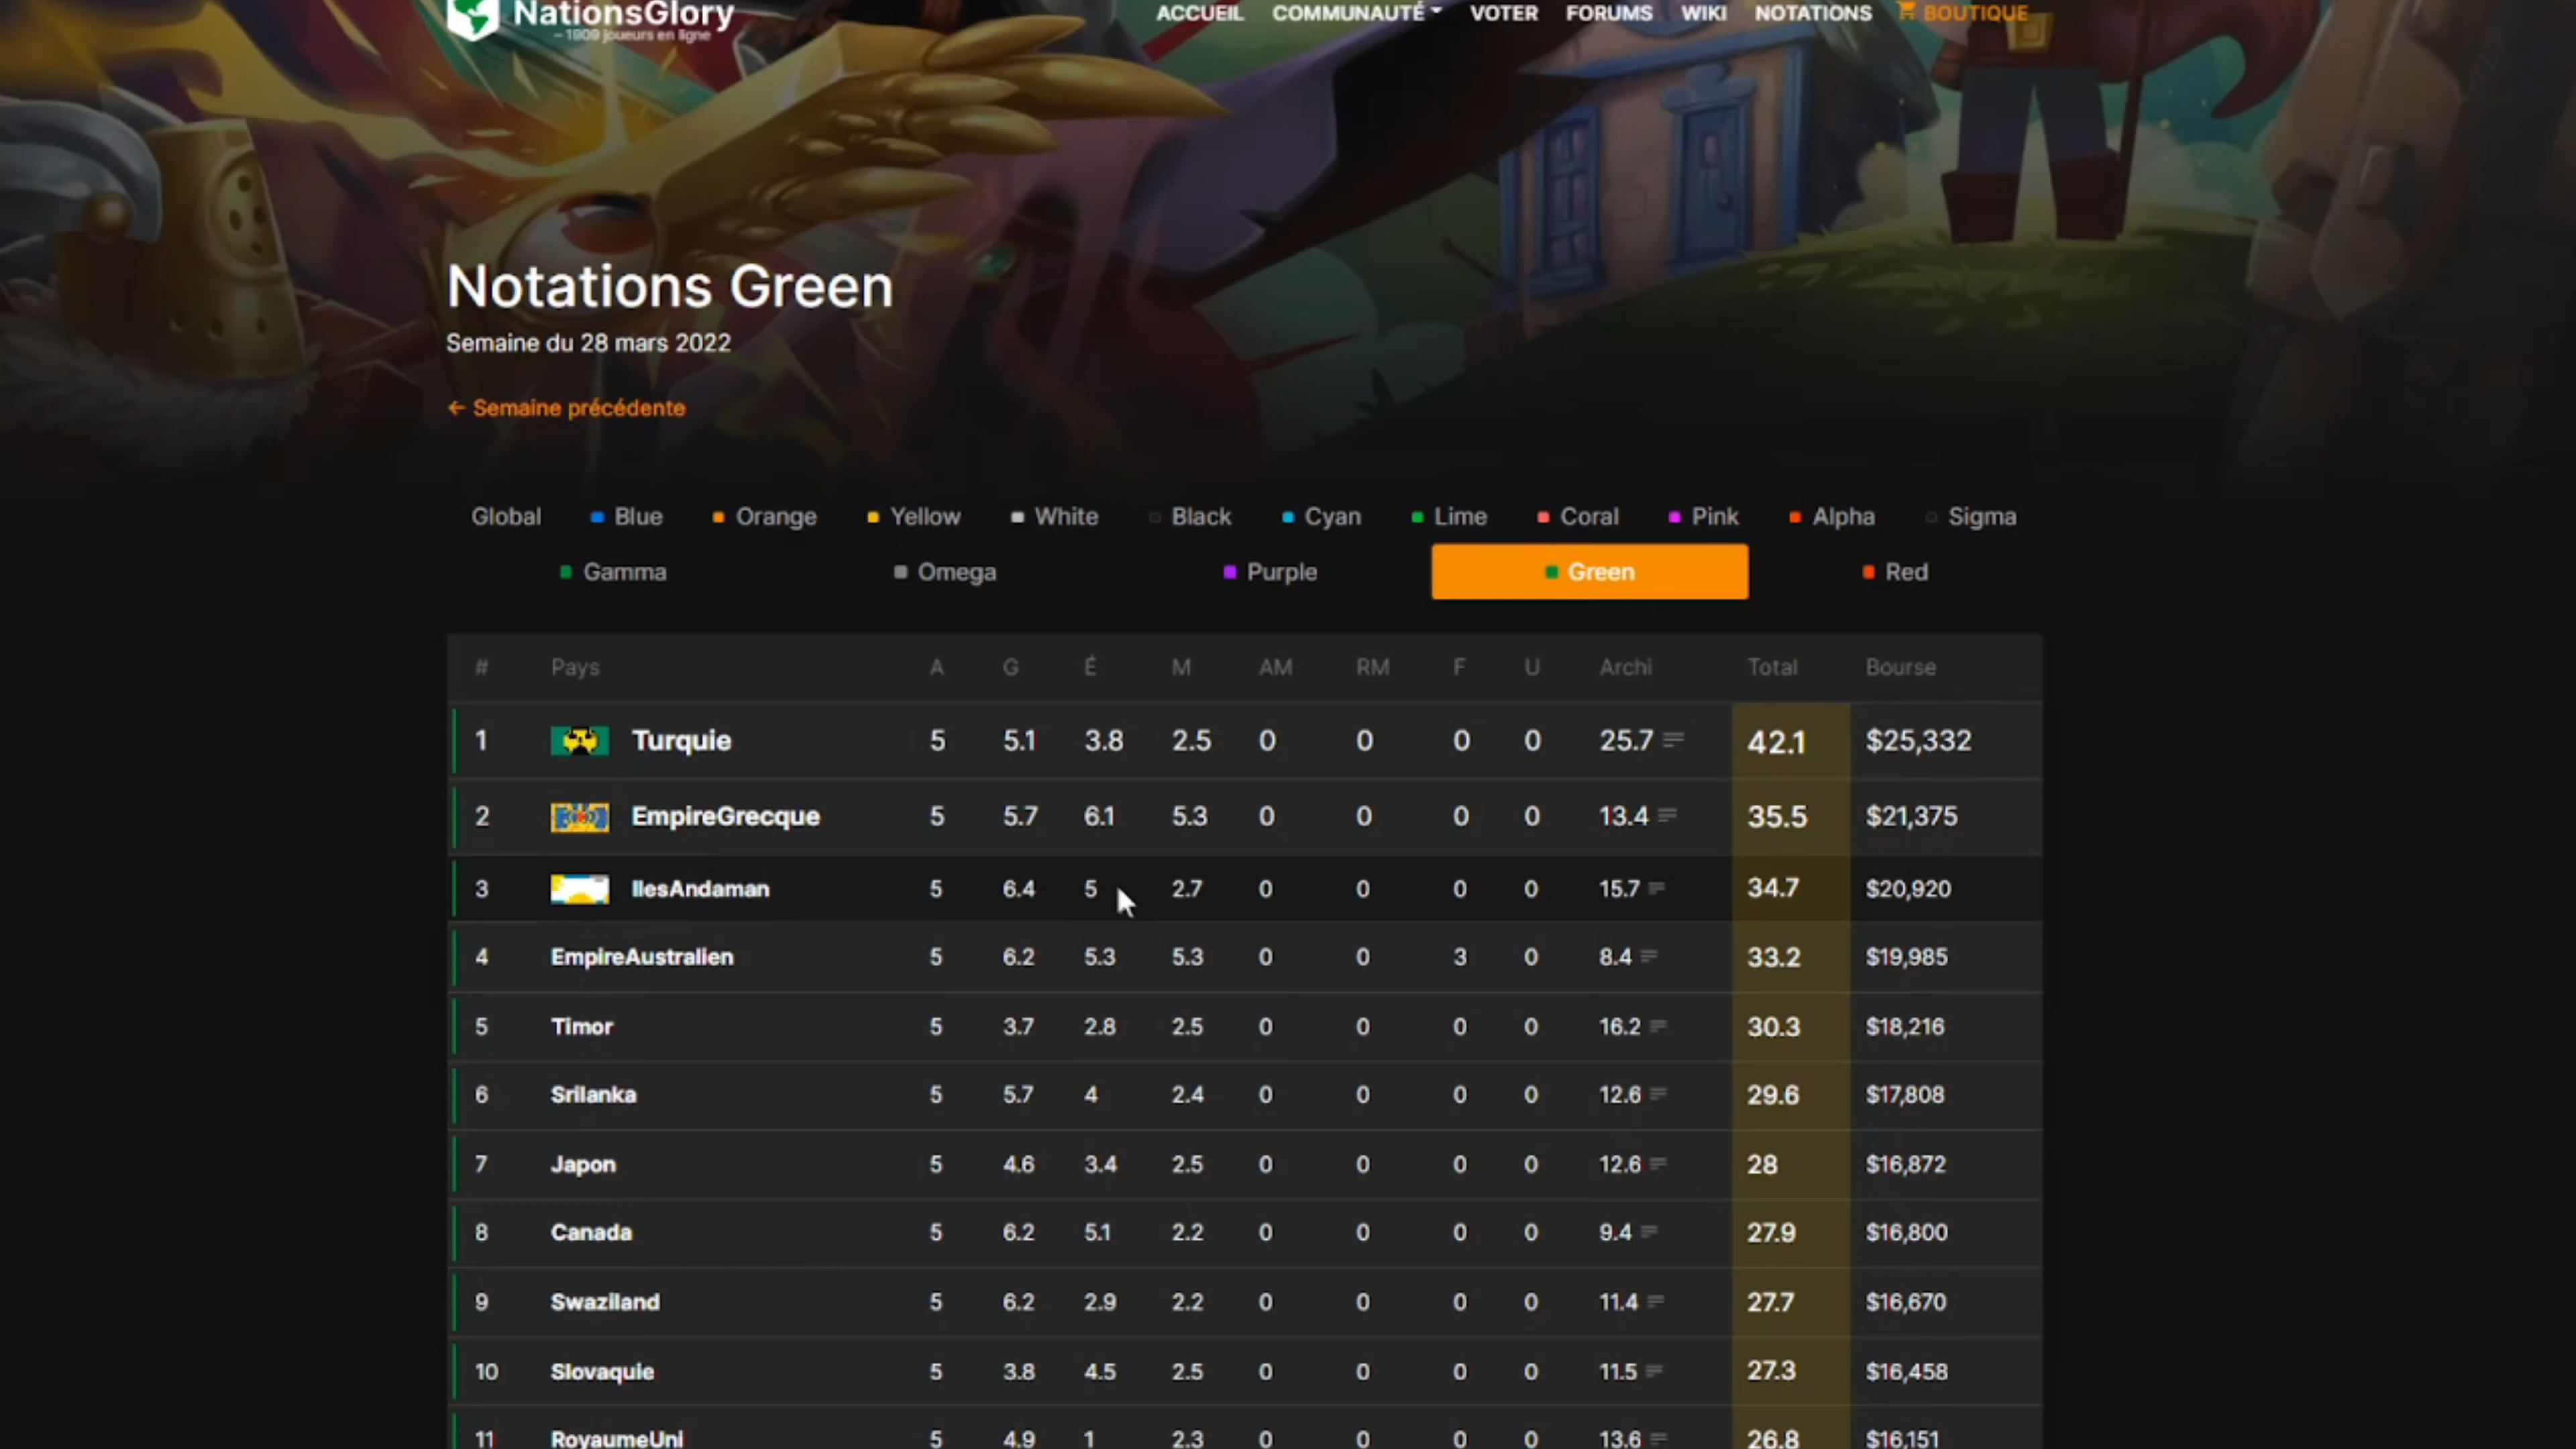 NationsGlory
ACCUEIL COMMUNAUTÉ VOTER FORUMS WIKI NOTATIONS BOUTIQUE
– 1909 joueurs en ligne
Notations Green
Semaine du 28 mars 2022
← Semaine précédente
Global Blue Orange Yellow White Black Cyan Lime Coral Pink Alpha Sigma
Gamma Omega Purple Green Red
# Pays A G É M AM RM F U Archi Total Bourse
1 Turquie 5 5.1 3.8 2.5 0 0 0 0 25.7 42.1 $25,332
2 EmpireGrecque 5 5.7 6.1 5.3 0 0 0 0 13.4 35.5 $21,375
3 IlesAndaman 5 6.4 5 2.7 0 0 0 0 15.7 34.7 $20,920
4 EmpireAustralien 5 6.2 5.3 5.3 0 0 3 0 8.4 33.2 $19,985
5 Timor 5 3.7 2.8 2.5 0 0 0 0 16.2 30.3 $18,216
6 Srilanka 5 5.7 4 2.4 0 0 0 0 12.6 29.6 $17,808
7 Japon 5 4.6 3.4 2.5 0 0 0 0 12.6 28 $16,872
8 Canada 5 6.2 5.1 2.2 0 0 0 0 9.4 27.9 $16,800
9 Swaziland 5 6.2 2.9 2.2 0 0 0 0 11.4 27.7 $16,670
10 Slovaquie 5 3.8 4.5 2.5 0 0 0 0 11.5 27.3 $16,458
11 RoyaumeUni 5 4.9 1 2.3 0 0 0 0 13.6 26.8 $16,151